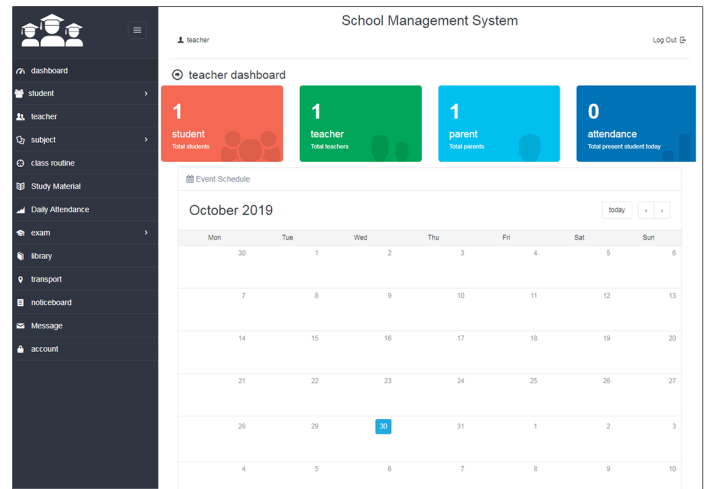 School Management System
teacher
Log Out
dashboard
student
teacher
subject
class routine
Study Material
Daily Attendance
exam
library
transport
noticeboard
Message
account
teacher dashboard
1
student
Total students
1
teacher
Total teachers
1
parent
Total parents
0
attendance
Total present student today
Event Schedule
October 2019
today
Mon Tue Wed Thu Fri Sat Sun
30 1 2 3 4 5 6
7 8 9 10 11 12 13
14 15 16 17 18 19 20
21 22 23 24 25 26 27
28 29 30 31 1 2 3
4 5 6 7 8 9 10